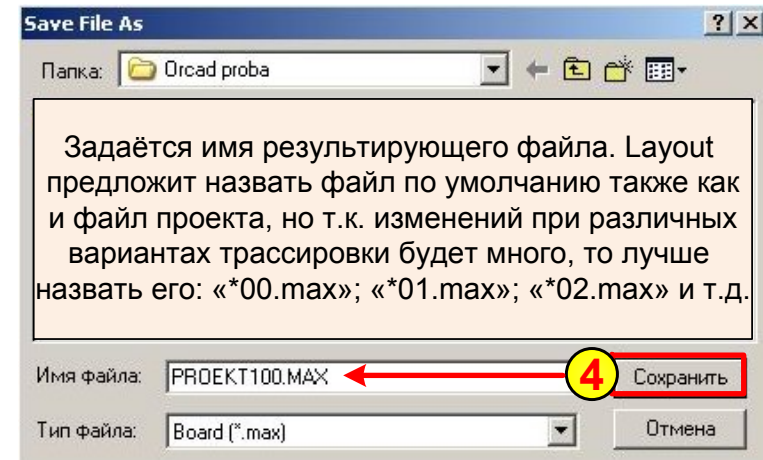 Save File As
Папка: Orcad proba
Задаётся имя результирующего файла. Layout
предложит назвать файл по умолчанию также как
и файл проекта, но т.к. изменений при различных
вариантах трассировки будет много, то лучше
назвать его: «*00.max»; «*01.max»; «*02.max» и т.д.
Имя файла: PROEKT100.MAX 4 Сохранить
Тип файла: Board (*.max) Отмена